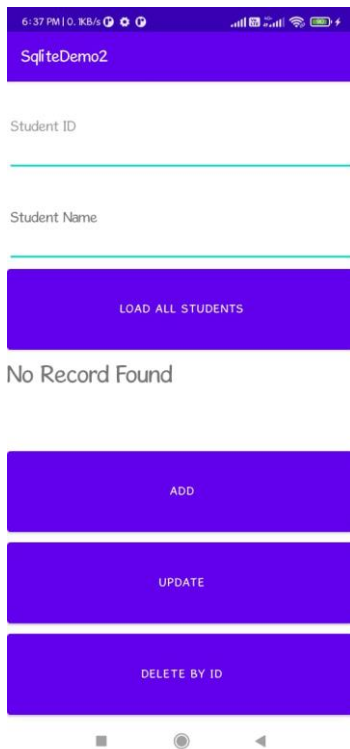 6:37 PM | 0.1KB/s
SqliteDemo2
Student ID
Student Name
LOAD ALL STUDENTS
No Record Found
ADD
UPDATE
DELETE BY ID